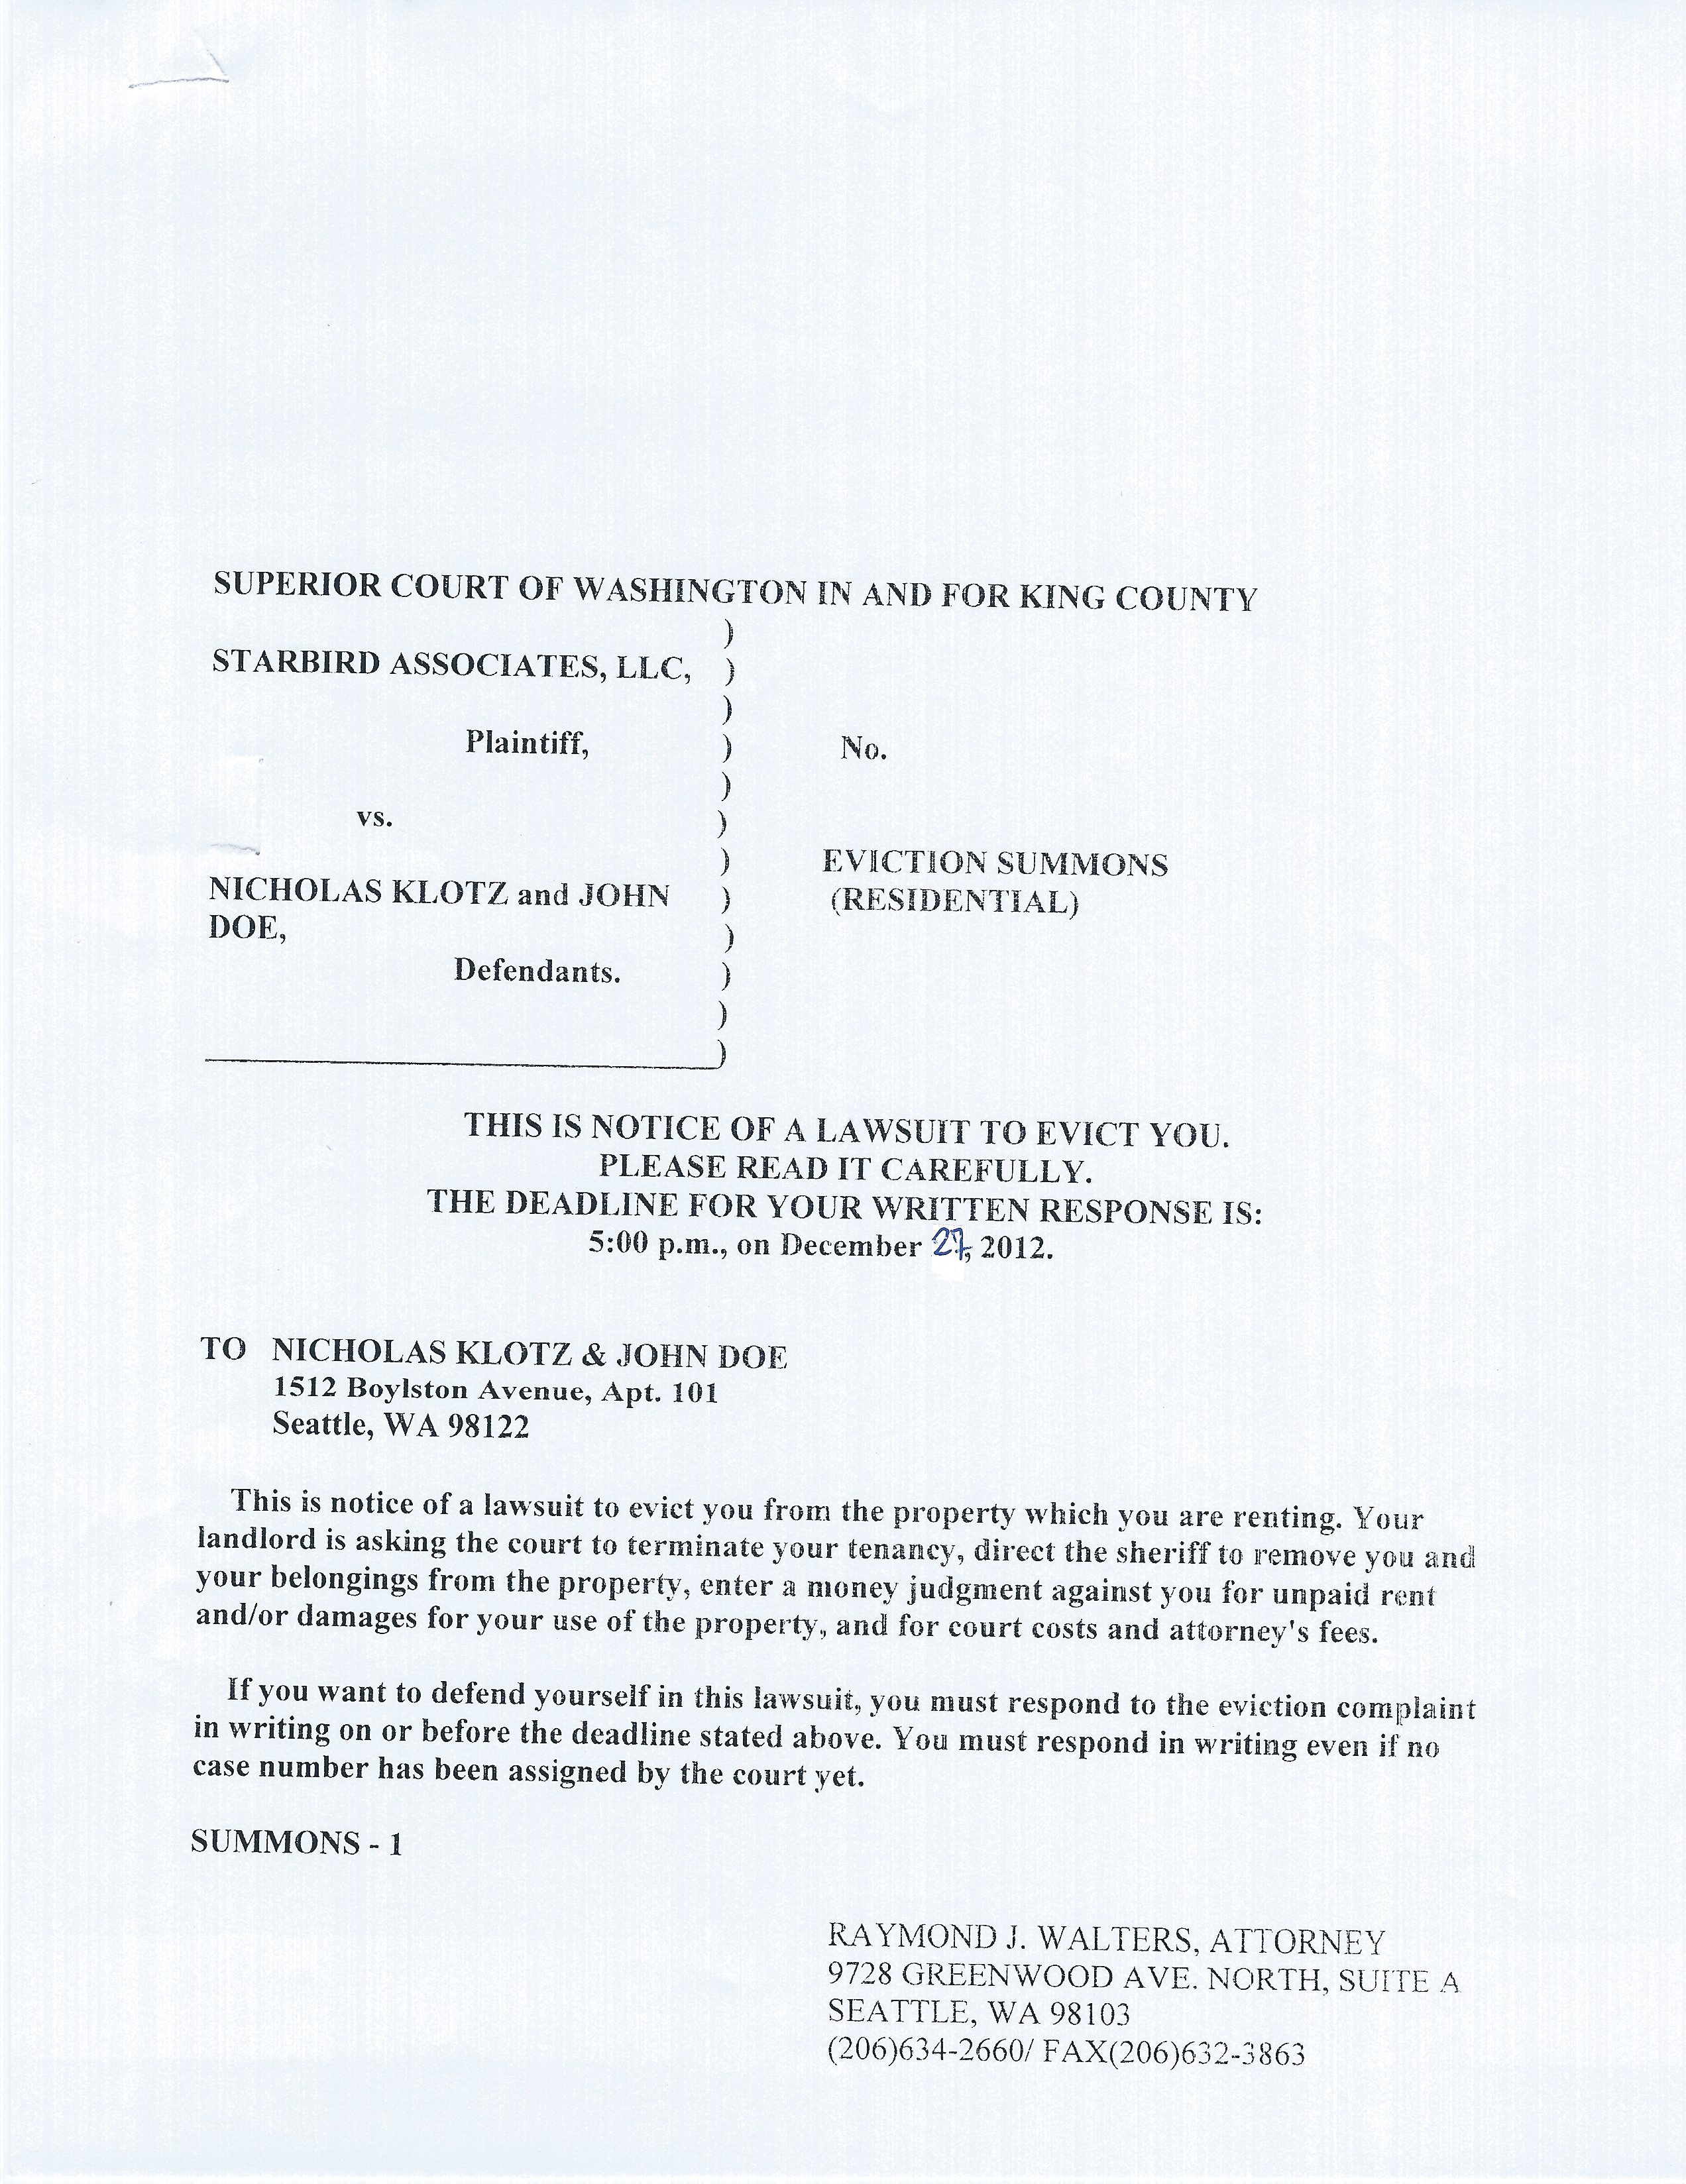 SUPERIOR COURT OF WASHINGTON IN AND FOR KING COUNTY
)
STARBIRD ASSOCIATES, LLC, )
)
Plaintiff, ) No.
)
vs. )
) EVICTION SUMMONS
NICHOLAS KLOTZ and JOHN ) (RESIDENTIAL)
DOE, )
Defendants. )
)
)
THIS IS NOTICE OF A LAWSUIT TO EVICT YOU.
PLEASE READ IT CAREFULLY.
THE DEADLINE FOR YOUR WRITTEN RESPONSE IS:
5:00 p.m., on December 27, 2012.
TO NICHOLAS KLOTZ & JOHN DOE
1512 Boylston Avenue, Apt. 101
Seattle, WA 98122
This is notice of a lawsuit to evict you from the property which you are renting. Your
landlord is asking the court to terminate your tenancy, direct the sheriff to remove you and
your belongings from the property, enter a money judgment against you for unpaid rent
and/or damages for your use of the property, and for court costs and attorney's fees.
If you want to defend yourself in this lawsuit, you must respond to the eviction complaint
in writing on or before the deadline stated above. You must respond in writing even if no
case number has been assigned by the court yet.
SUMMONS - 1
RAYMOND J. WALTERS, ATTORNEY
9728 GREENWOOD AVE. NORTH, SUITE A
SEATTLE, WA 98103
(206)634-2660/ FAX(206)632-3863